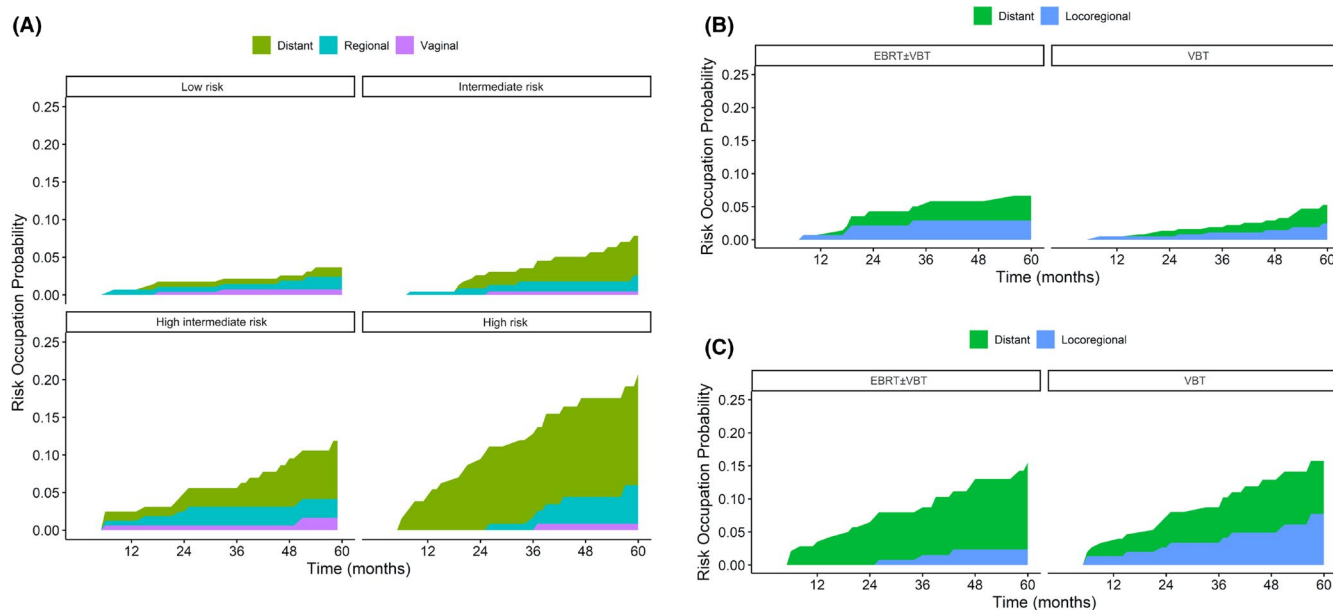 (A)
Distant Regional Vaginal
Low risk Intermediate risk
0.25
0.20
0.15
0.10
0.05
0.00
High intermediate risk High risk
0.25
0.20
0.15
0.10
0.05
0.00
12 24 36 48 60 12 24 36 48 60
Time (months)
Risk Occupation Probability
(B)
Distant Locoregional
EBRT±VBT VBT
0.25
0.20
0.15
0.10
0.05
0.00
12 24 36 48 60 12 24 36 48 60
Time (months)
Risk Occupation Probability
(C)
Distant Locoregional
EBRT±VBT VBT
0.25
0.20
0.15
0.10
0.05
0.00
12 24 36 48 60 12 24 36 48 60
Time (months)
Risk Occupation Probability